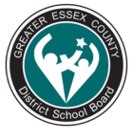 GREATER ESSEX COUNTY
District School Board